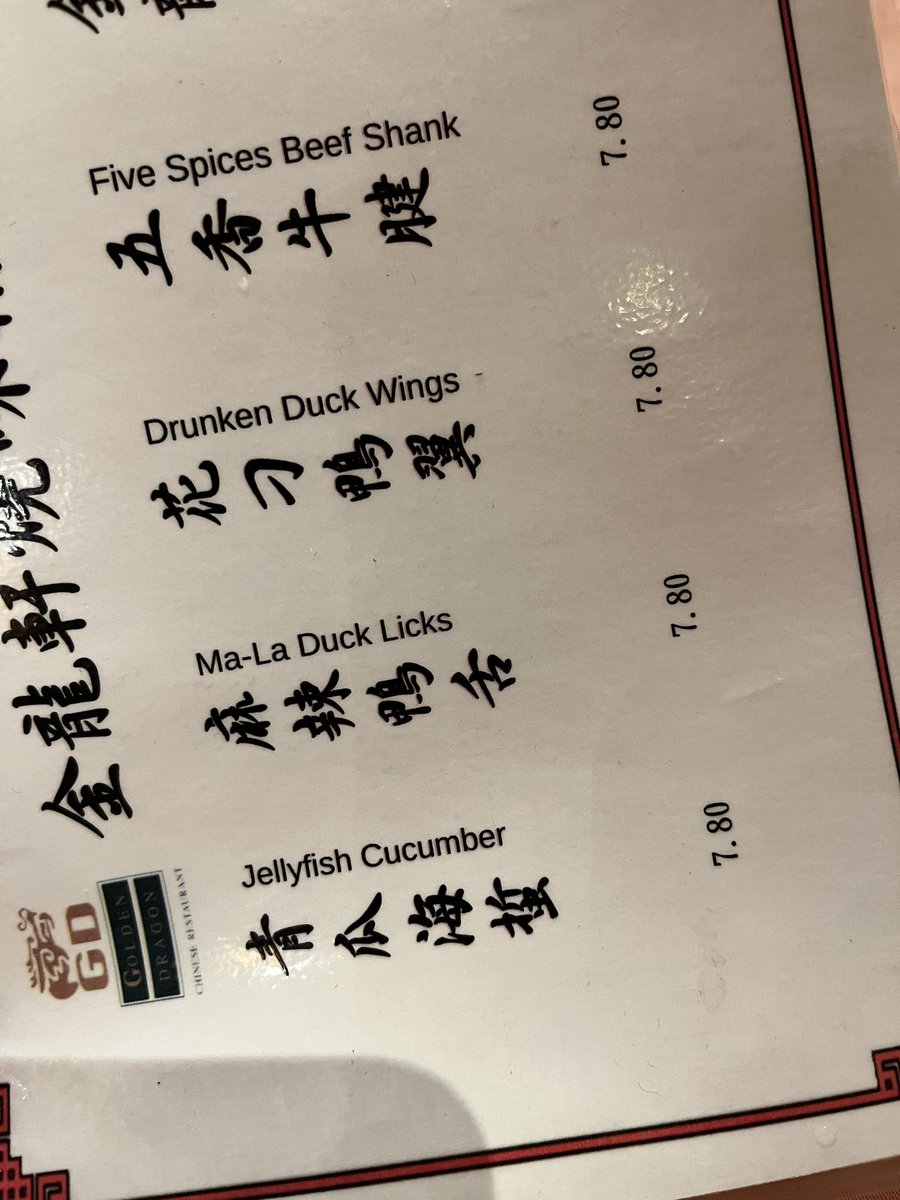 GD
GOLDEN
DRAGON
CHINESE RESTAURANT
金龍軒燒
Five Spices Beef Shank
五香牛腱
7.80
Drunken Duck Wings
花刁鴨翼
7.80
Ma-La Duck Licks
麻辣鴨舌
7.80
Jellyfish Cucumber
青瓜海蜇
7.80